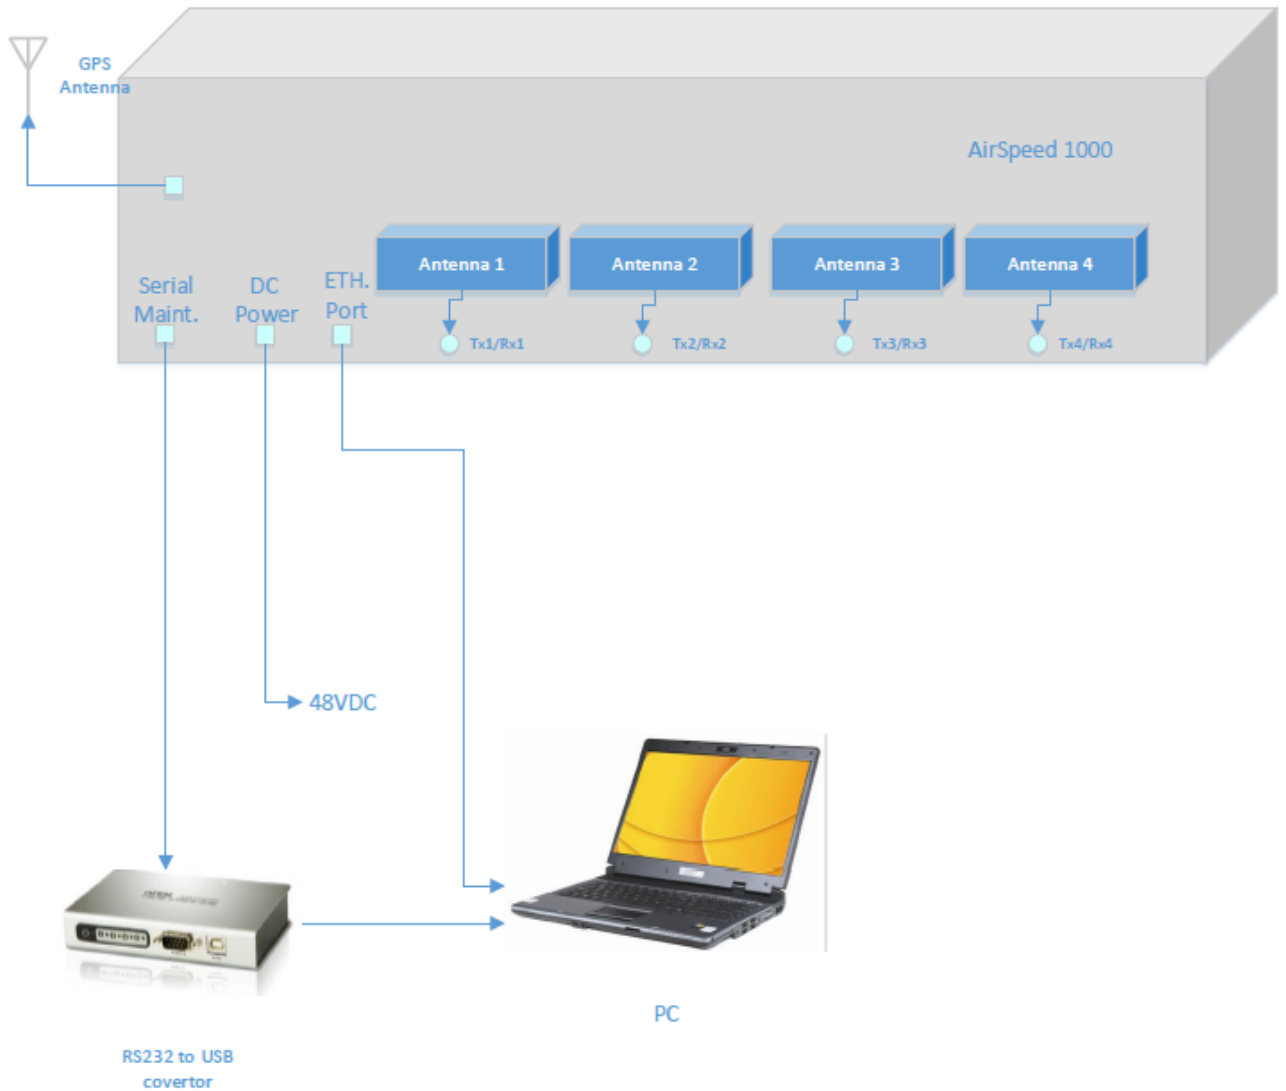 GPS
Antenna
AirSpeed 1000
Serial
Maint.
DC
Power
ETH.
Port
Antenna 1
Antenna 2
Antenna 3
Antenna 4
Tx1/Rx1
Tx2/Rx2
Tx3/Rx3
Tx4/Rx4
48VDC
PC
RS232 to USB
covertor